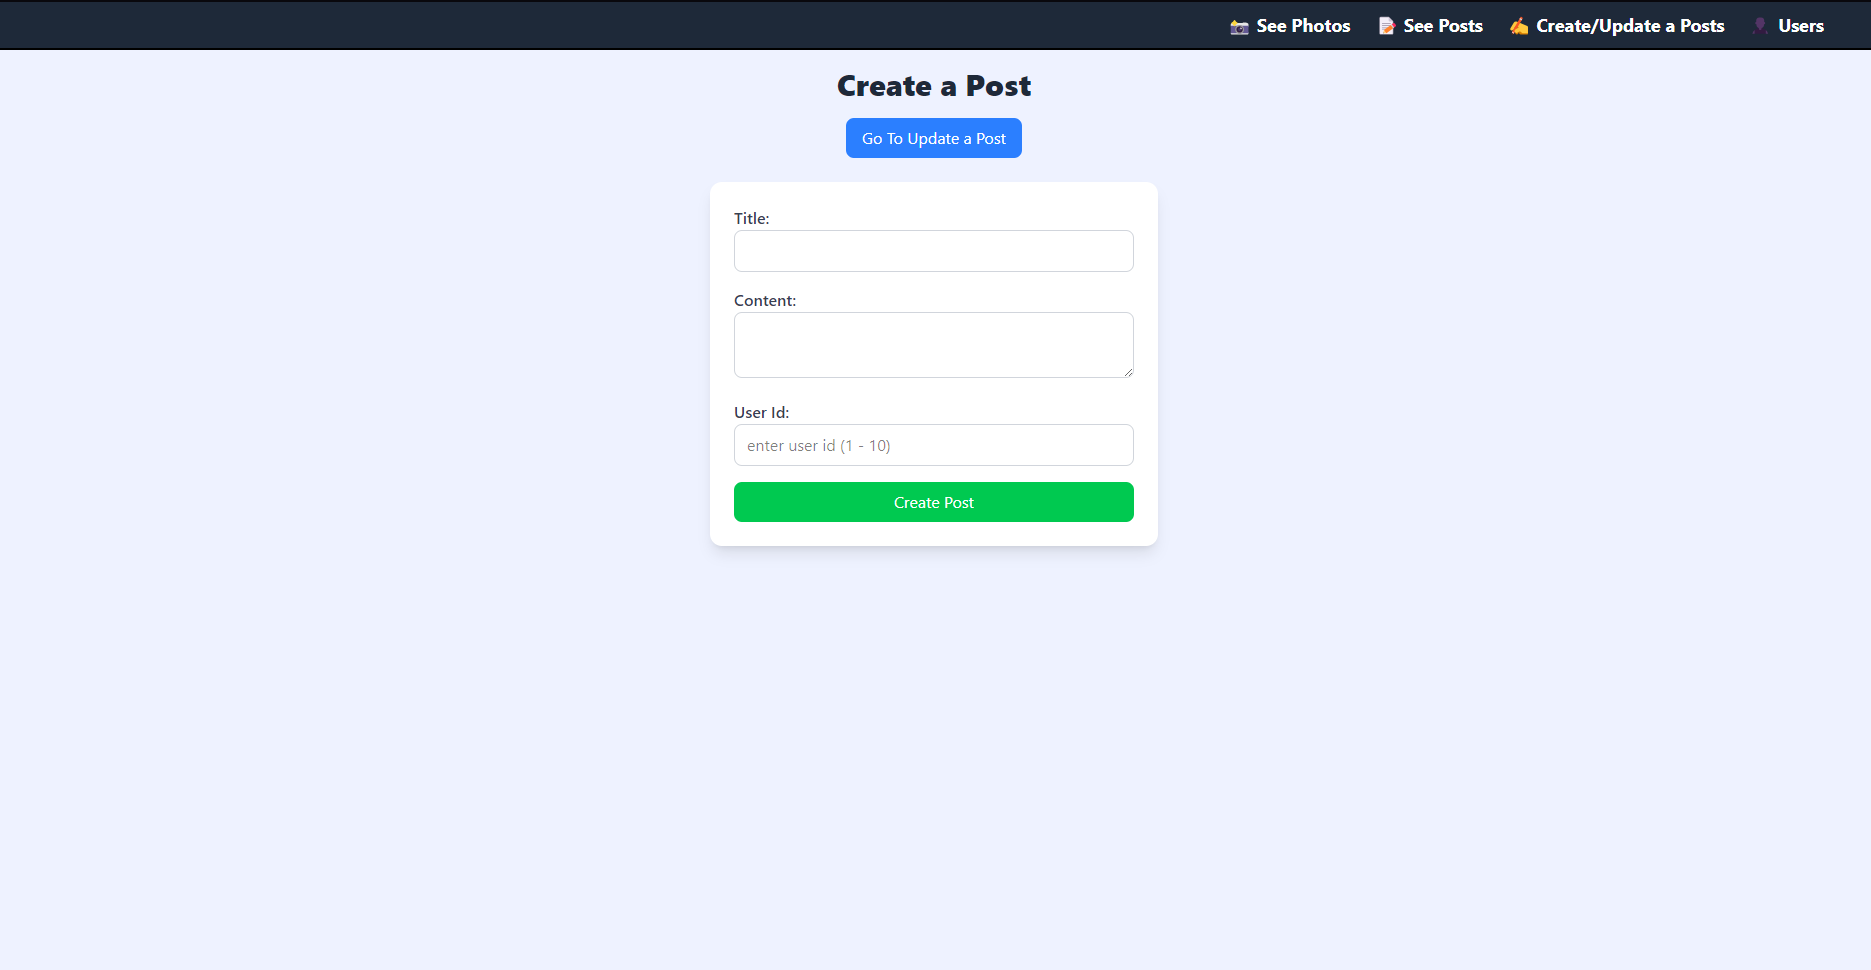 📸 See Photos 📝 See Posts ✍️ Create/Update a Posts 👤 Users
Create a Post
Go To Update a Post
Title:
Content:
User Id:
enter user id (1 - 10)
Create Post